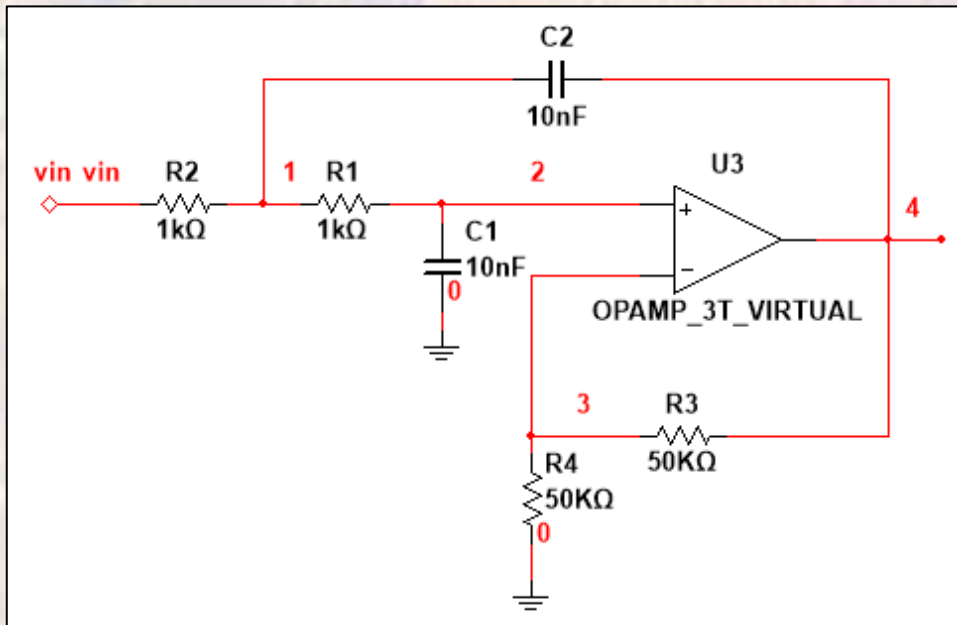 C2
10nF
vin vin
R2
1kΩ
1
R1
1kΩ
2
C1
10nF
0
U3
+
−
OPAMP_3T_VIRTUAL
4
3
R3
50KΩ
R4
50KΩ
0